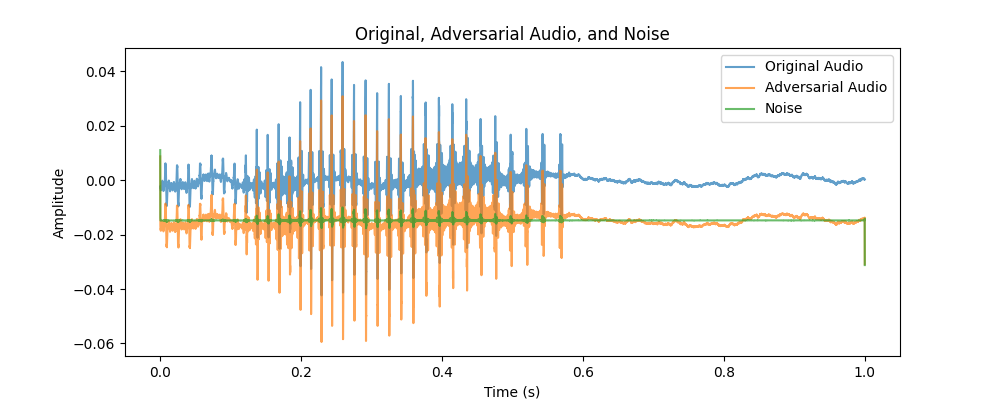 Original, Adversarial Audio, and Noise
Original Audio
Adversarial Audio
Noise
Amplitude
0.04
0.02
0.00
−0.02
−0.04
−0.06
0.0 0.2 0.4 0.6 0.8 1.0
Time (s)